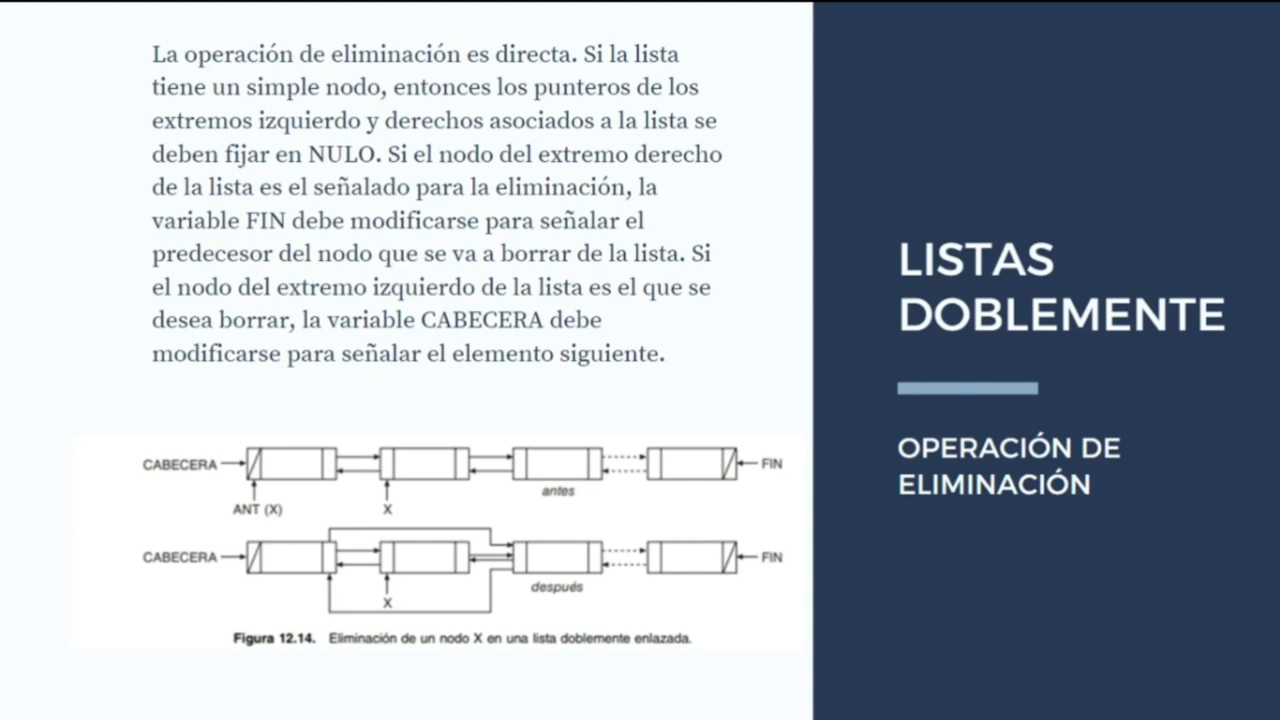 La operación de eliminación es directa. Si la lista
tiene un simple nodo, entonces los punteros de los
extremos izquierdo y derechos asociados a la lista se
deben fijar en NULO. Si el nodo del extremo derecho
de la lista es el señalado para la eliminación, la
variable FIN debe modificarse para señalar el
predecesor del nodo que se va a borrar de la lista. Si
el nodo del extremo izquierdo de la lista es el que se
desea borrar, la variable CABECERA debe
modificarse para señalar el elemento siguiente.
CABECERA FIN
antes
ANT (X) X
CABECERA FIN
después
X
Figura 12.14. Eliminación de un nodo X en una lista doblemente enlazada.
LISTAS
DOBLEMENTE
OPERACIÓN DE
ELIMINACIÓN